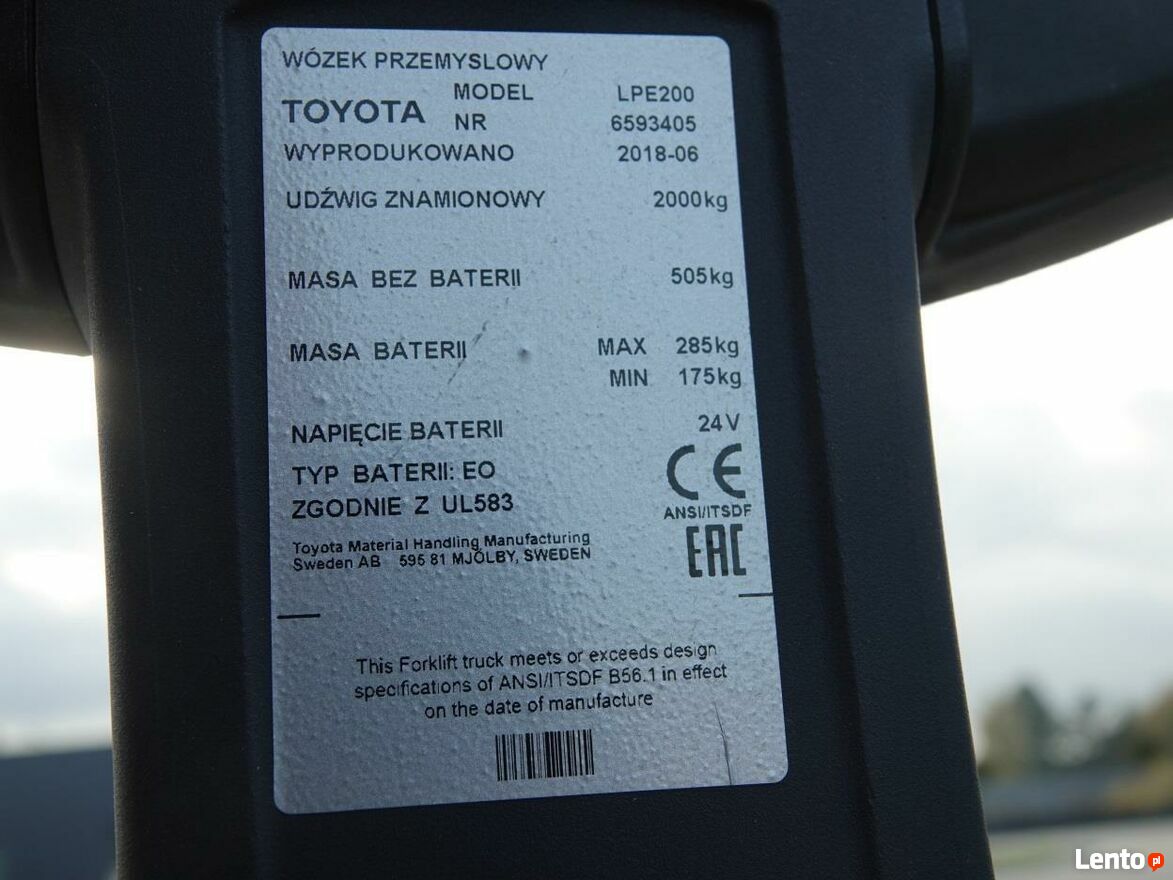 WÓZEK PRZEMYSLOWY
TOYOTA MODEL LPE200
NR 6593405
WYPRODUKOWANO 2018-06
UDŹWIG ZNAMIONOWY 2000kg
MASA BEZ BATERII 505kg
MASA BATERII MAX 285kg
MIN 175kg
NAPIĘCIE BATERII 24V
TYP BATERII: EO
ZGODNIE Z UL583
CE
ANSI/ITSDF
EAC
Toyota Material Handling Manufacturing
Sweden AB 595 81 MJÖLBY, SWEDEN
This Forklift truck meets or exceeds design
specifications of ANSI/ITSDF B56.1 in effect
on the date of manufacture
Lento.pl